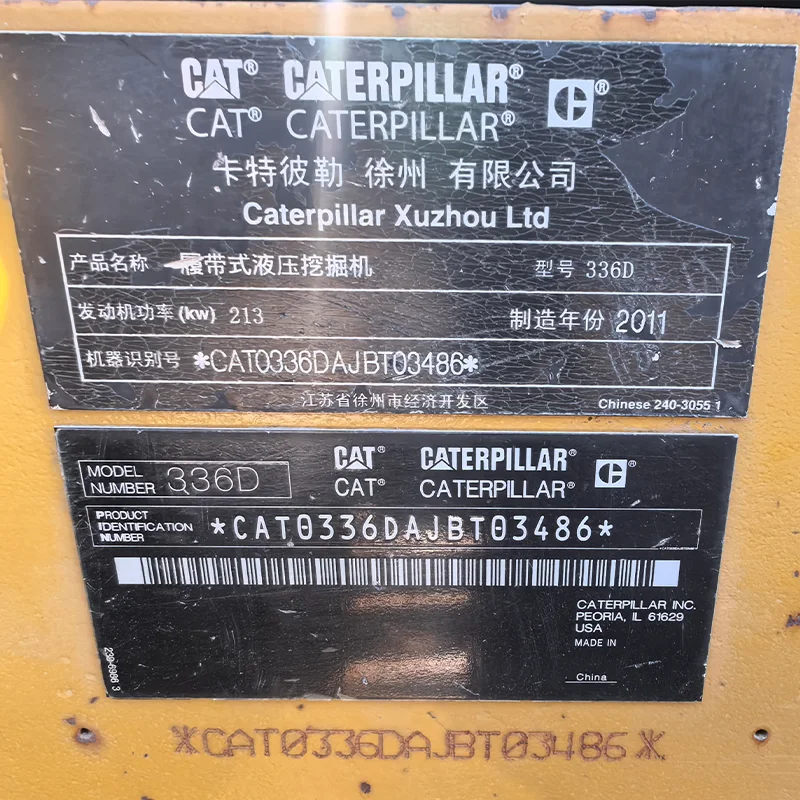 CAT® CATERPILLAR® C®
CAT® CATERPILLAR®
卡特彼勒 徐州 有限公司
Caterpillar Xuzhou Ltd
产品名称 履带式液压挖掘机 型号 336D
发动机功率(kw) 213 制造年份 2011
机器识别号 *CAT0336DAJBT03486*
江苏省徐州市经济开发区 Chinese 240-3055 1
CAT® CATERPILLAR® C®
MODEL NUMBER 336D CAT® CATERPILLAR®
PRODUCT
IDENTIFICATION
NUMBER
*CAT0336DAJBT03486*
*CAT0336DAJBT03486*
CATERPILLAR INC.
PEORIA, IL 61629
USA
MADE IN
China
239-6986 3
*CAT0336DAJBT03486*